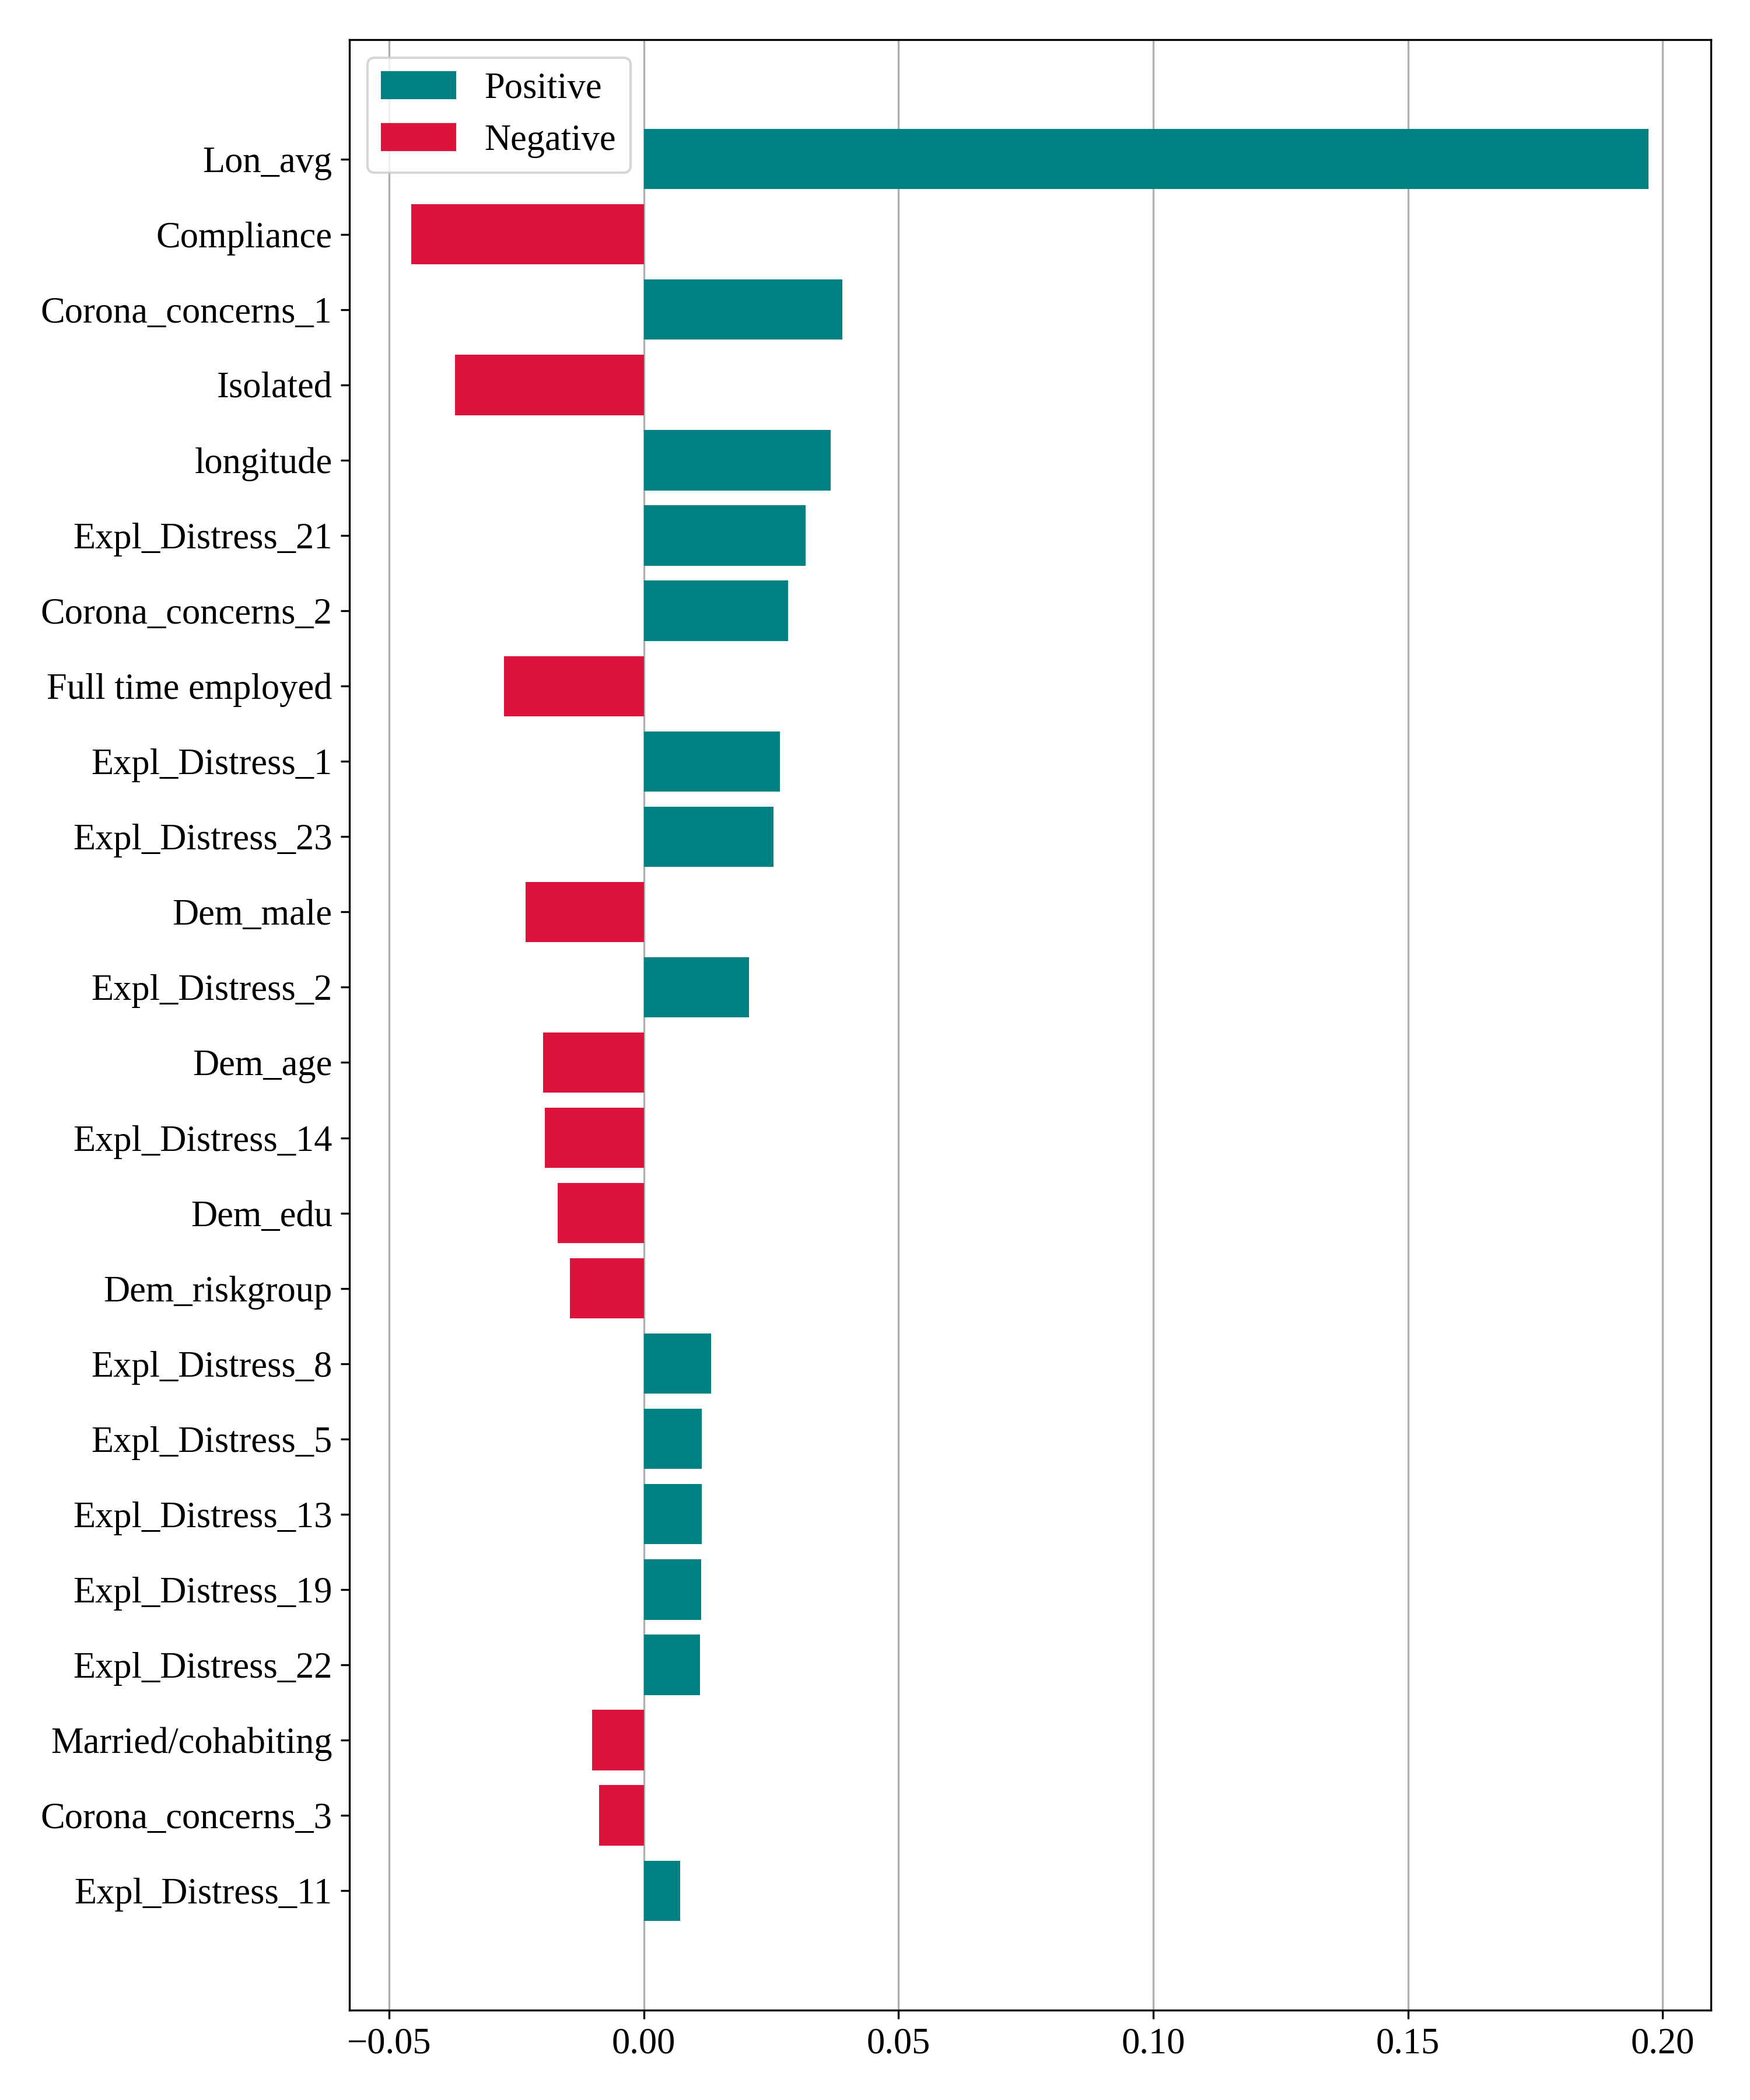 Positive
Negative
Lon_avg
Compliance
Corona_concerns_1
Isolated
longitude
Expl_Distress_21
Corona_concerns_2
Full time employed
Expl_Distress_1
Expl_Distress_23
Dem_male
Expl_Distress_2
Dem_age
Expl_Distress_14
Dem_edu
Dem_riskgroup
Expl_Distress_8
Expl_Distress_5
Expl_Distress_13
Expl_Distress_19
Expl_Distress_22
Married/cohabiting
Corona_concerns_3
Expl_Distress_11
−0.05 0.00 0.05 0.10 0.15 0.20